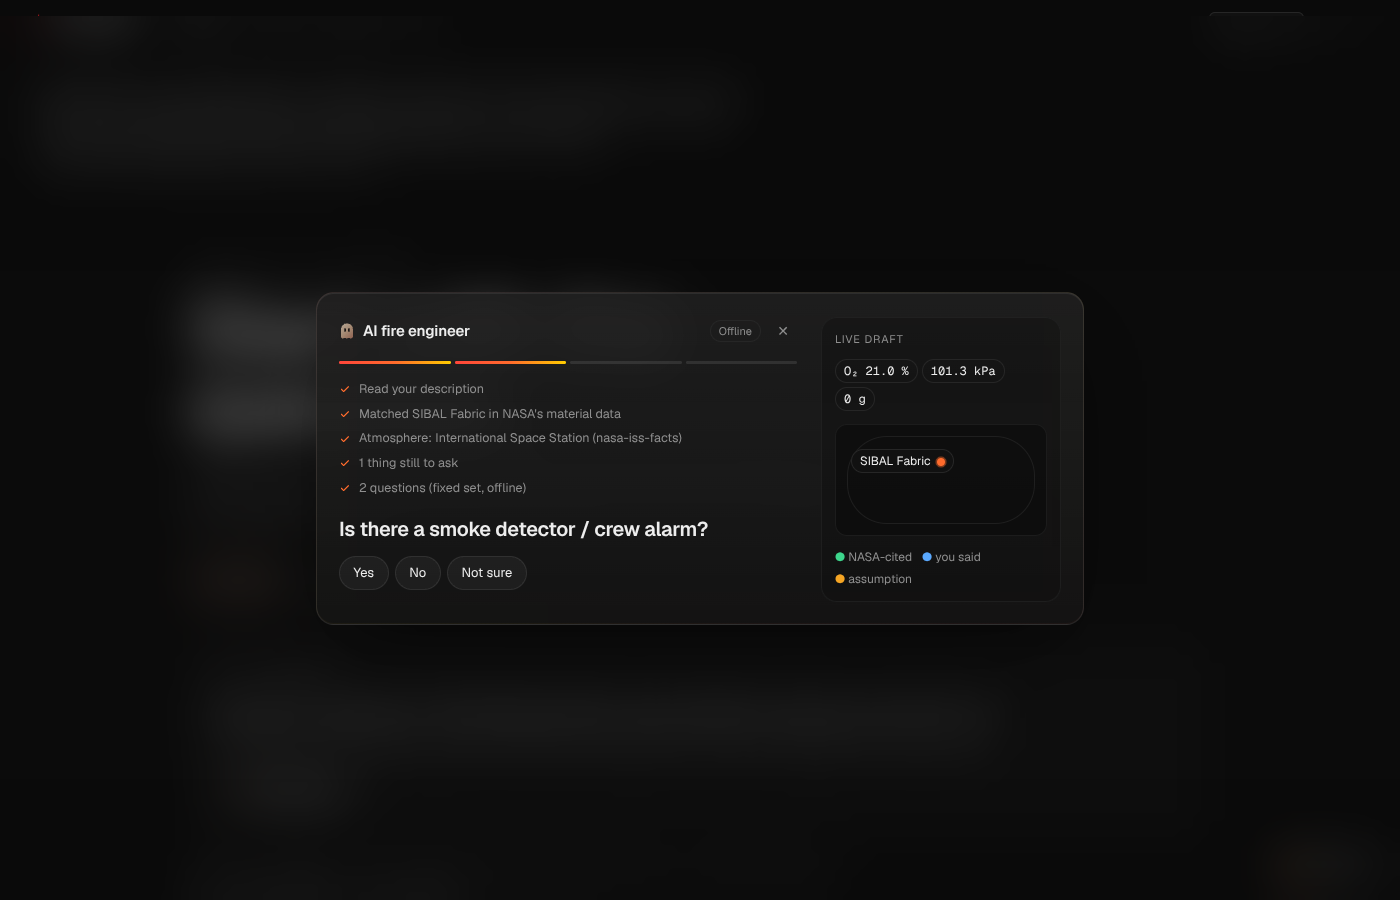 AI fire engineer
Offline
Read your description
Matched SIBAL Fabric in NASA's material data
Atmosphere: International Space Station (nasa-iss-facts)
1 thing still to ask
2 questions (fixed set, offline)
Is there a smoke detector / crew alarm?
Yes
No
Not sure
LIVE DRAFT
O₂ 21.0 %
101.3 kPa
0 g
SIBAL Fabric
NASA-cited
you said
assumption